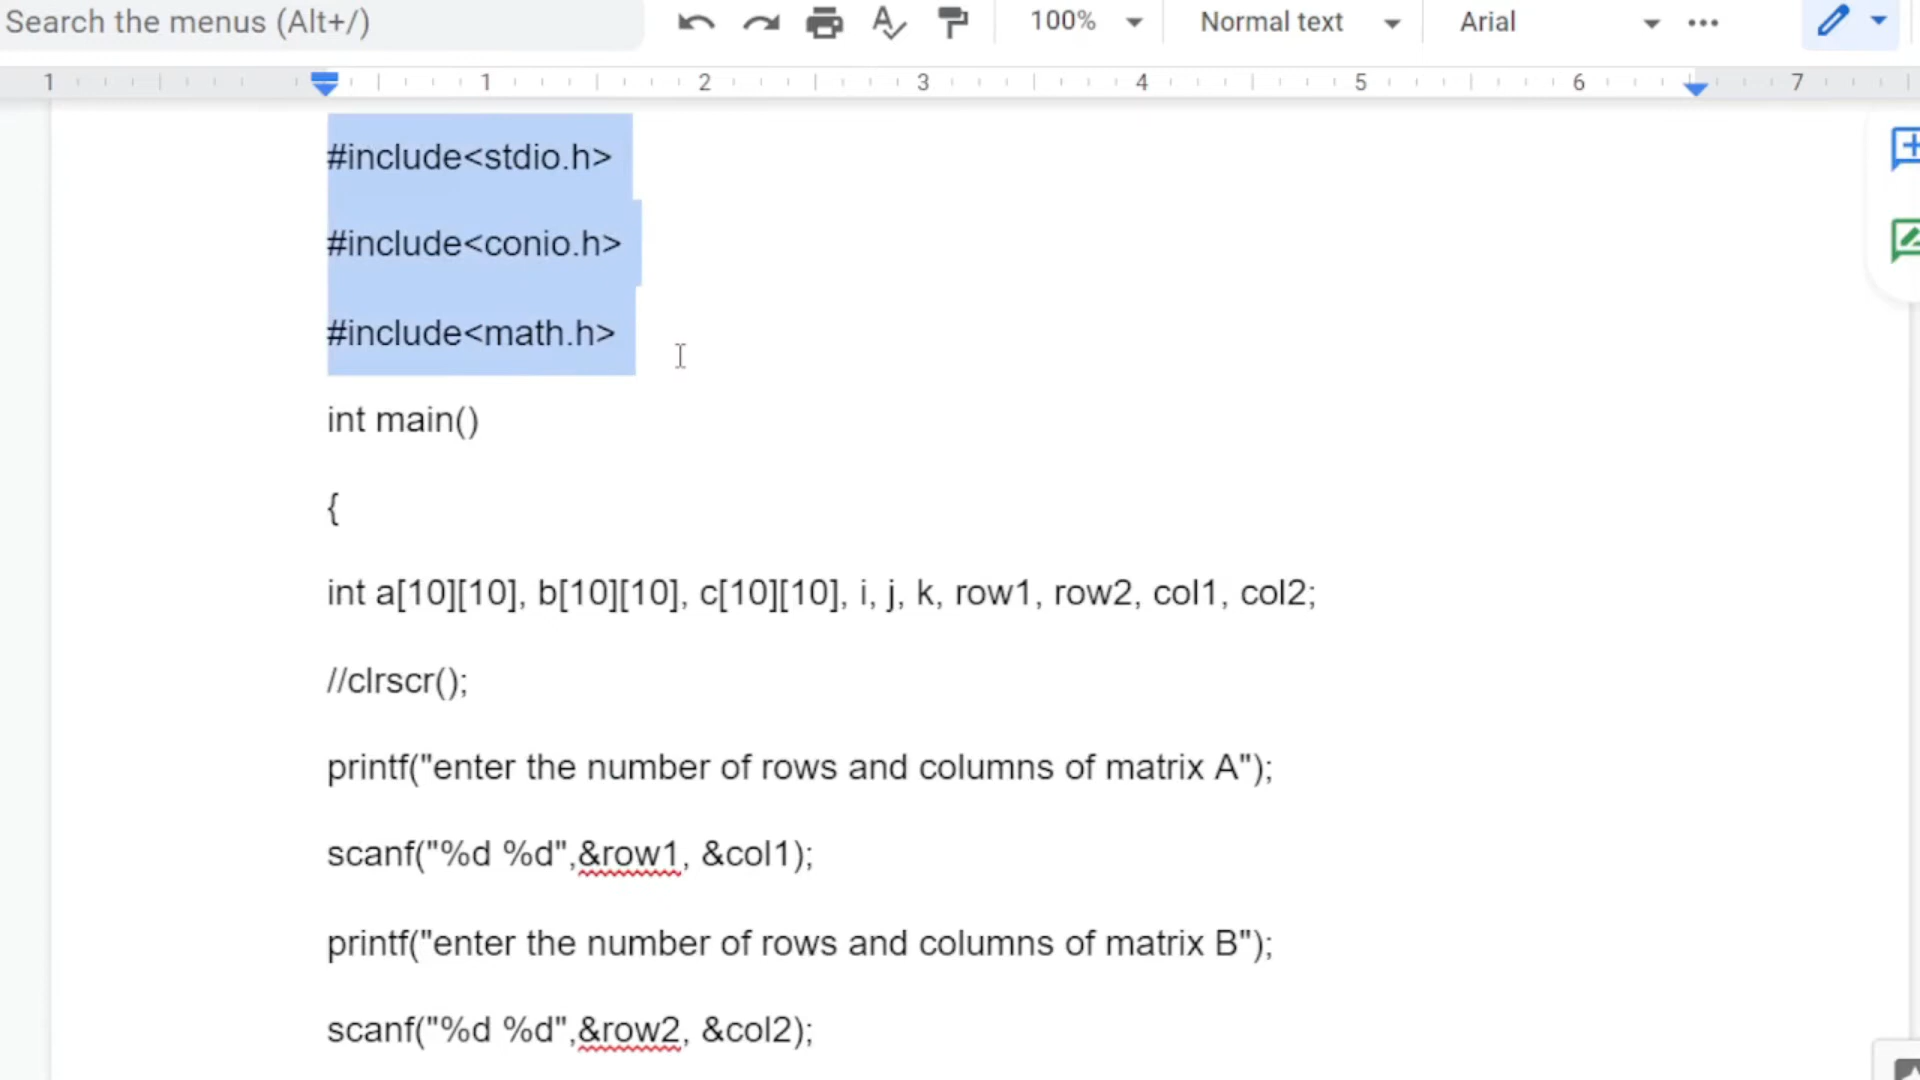 Search the menus (Alt+/)
100%
Normal text
Arial
1 1 2 3 4 5 6 7
#include<stdio.h>
#include<conio.h>
#include<math.h>
int main()
{
int a[10][10], b[10][10], c[10][10], i, j, k, row1, row2, col1, col2;
//clrscr();
printf("enter the number of rows and columns of matrix A");
scanf("%d %d",&row1, &col1);
printf("enter the number of rows and columns of matrix B");
scanf("%d %d",&row2, &col2);